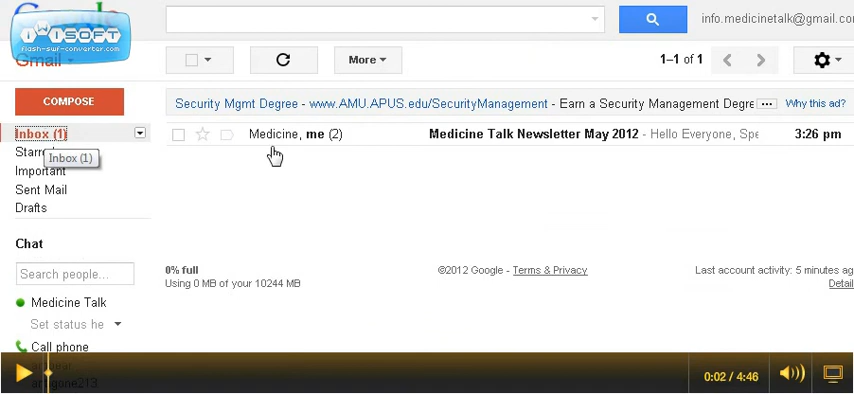 iWiSOFT
flash-swf-converter.com
info.medicinetalk@gmail.com
Gmail
More
1–1 of 1
COMPOSE
Security Mgmt Degree - www.AMU.APUS.edu/SecurityManagement - Earn a Security Management Degre ... Why this ad?
Inbox (1)
Medicine, me (2) Medicine Talk Newsletter May 2012 - Hello Everyone, Spe 3:26 pm
Inbox (1)
Important
Sent Mail
Drafts
Chat
Search people...
0% full
Using 0 MB of your 10244 MB
©2012 Google - Terms & Privacy
Last account activity: 5 minutes ag
Detail
Medicine Talk
Set status he
Call phone
antigone213
0:02 / 4:46